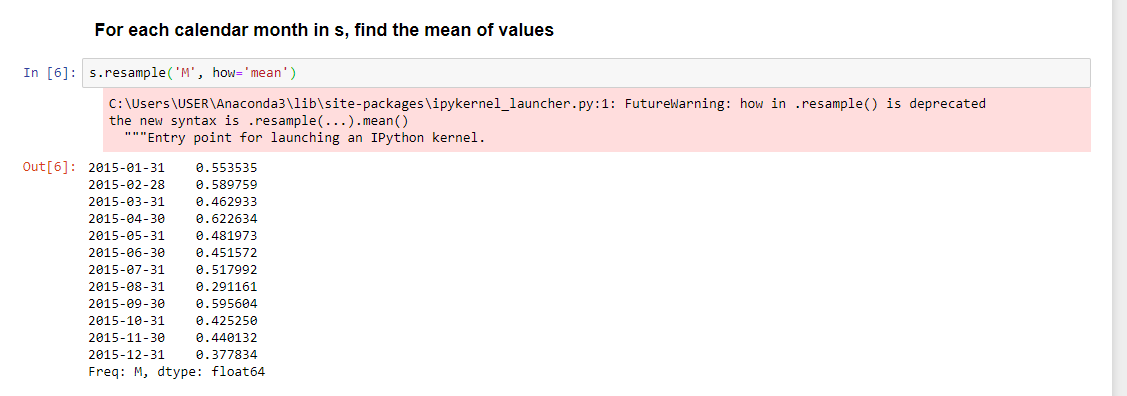 For each calendar month in s, find the mean of values
In [6]: s.resample('M', how='mean')
C:\Users\USER\Anaconda3\lib\site-packages\ipykernel_launcher.py:1: FutureWarning: how in .resample() is deprecated
the new syntax is .resample(...).mean()
  """Entry point for launching an IPython kernel.
Out[6]: 2015-01-31    0.553535
2015-02-28    0.589759
2015-03-31    0.462933
2015-04-30    0.622634
2015-05-31    0.481973
2015-06-30    0.451572
2015-07-31    0.517992
2015-08-31    0.291161
2015-09-30    0.595604
2015-10-31    0.425250
2015-11-30    0.440132
2015-12-31    0.377834
Freq: M, dtype: float64